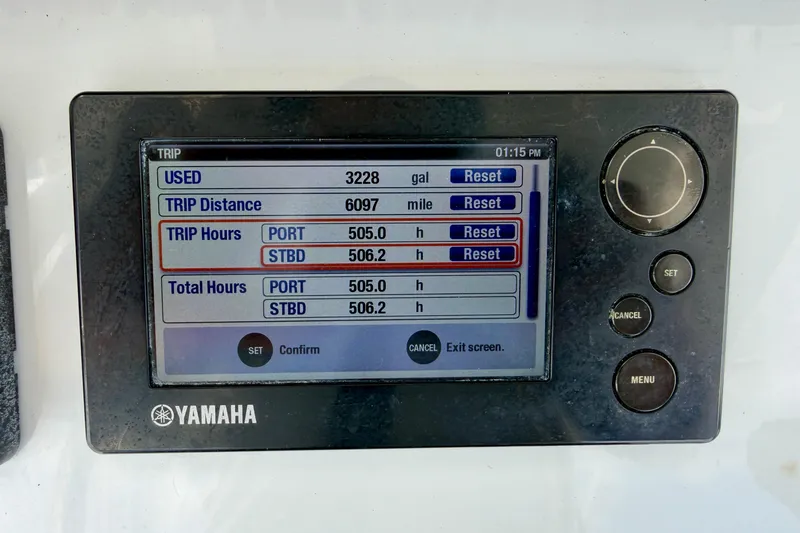 TRIP 01:15 PM
USED 3228 gal Reset
TRIP Distance 6097 mile Reset
TRIP Hours PORT 505.0 h Reset
STBD 506.2 h Reset
Total Hours PORT 505.0 h
STBD 506.2 h
SET Confirm CANCEL Exit screen.
YAMAHA
SET
CANCEL
MENU